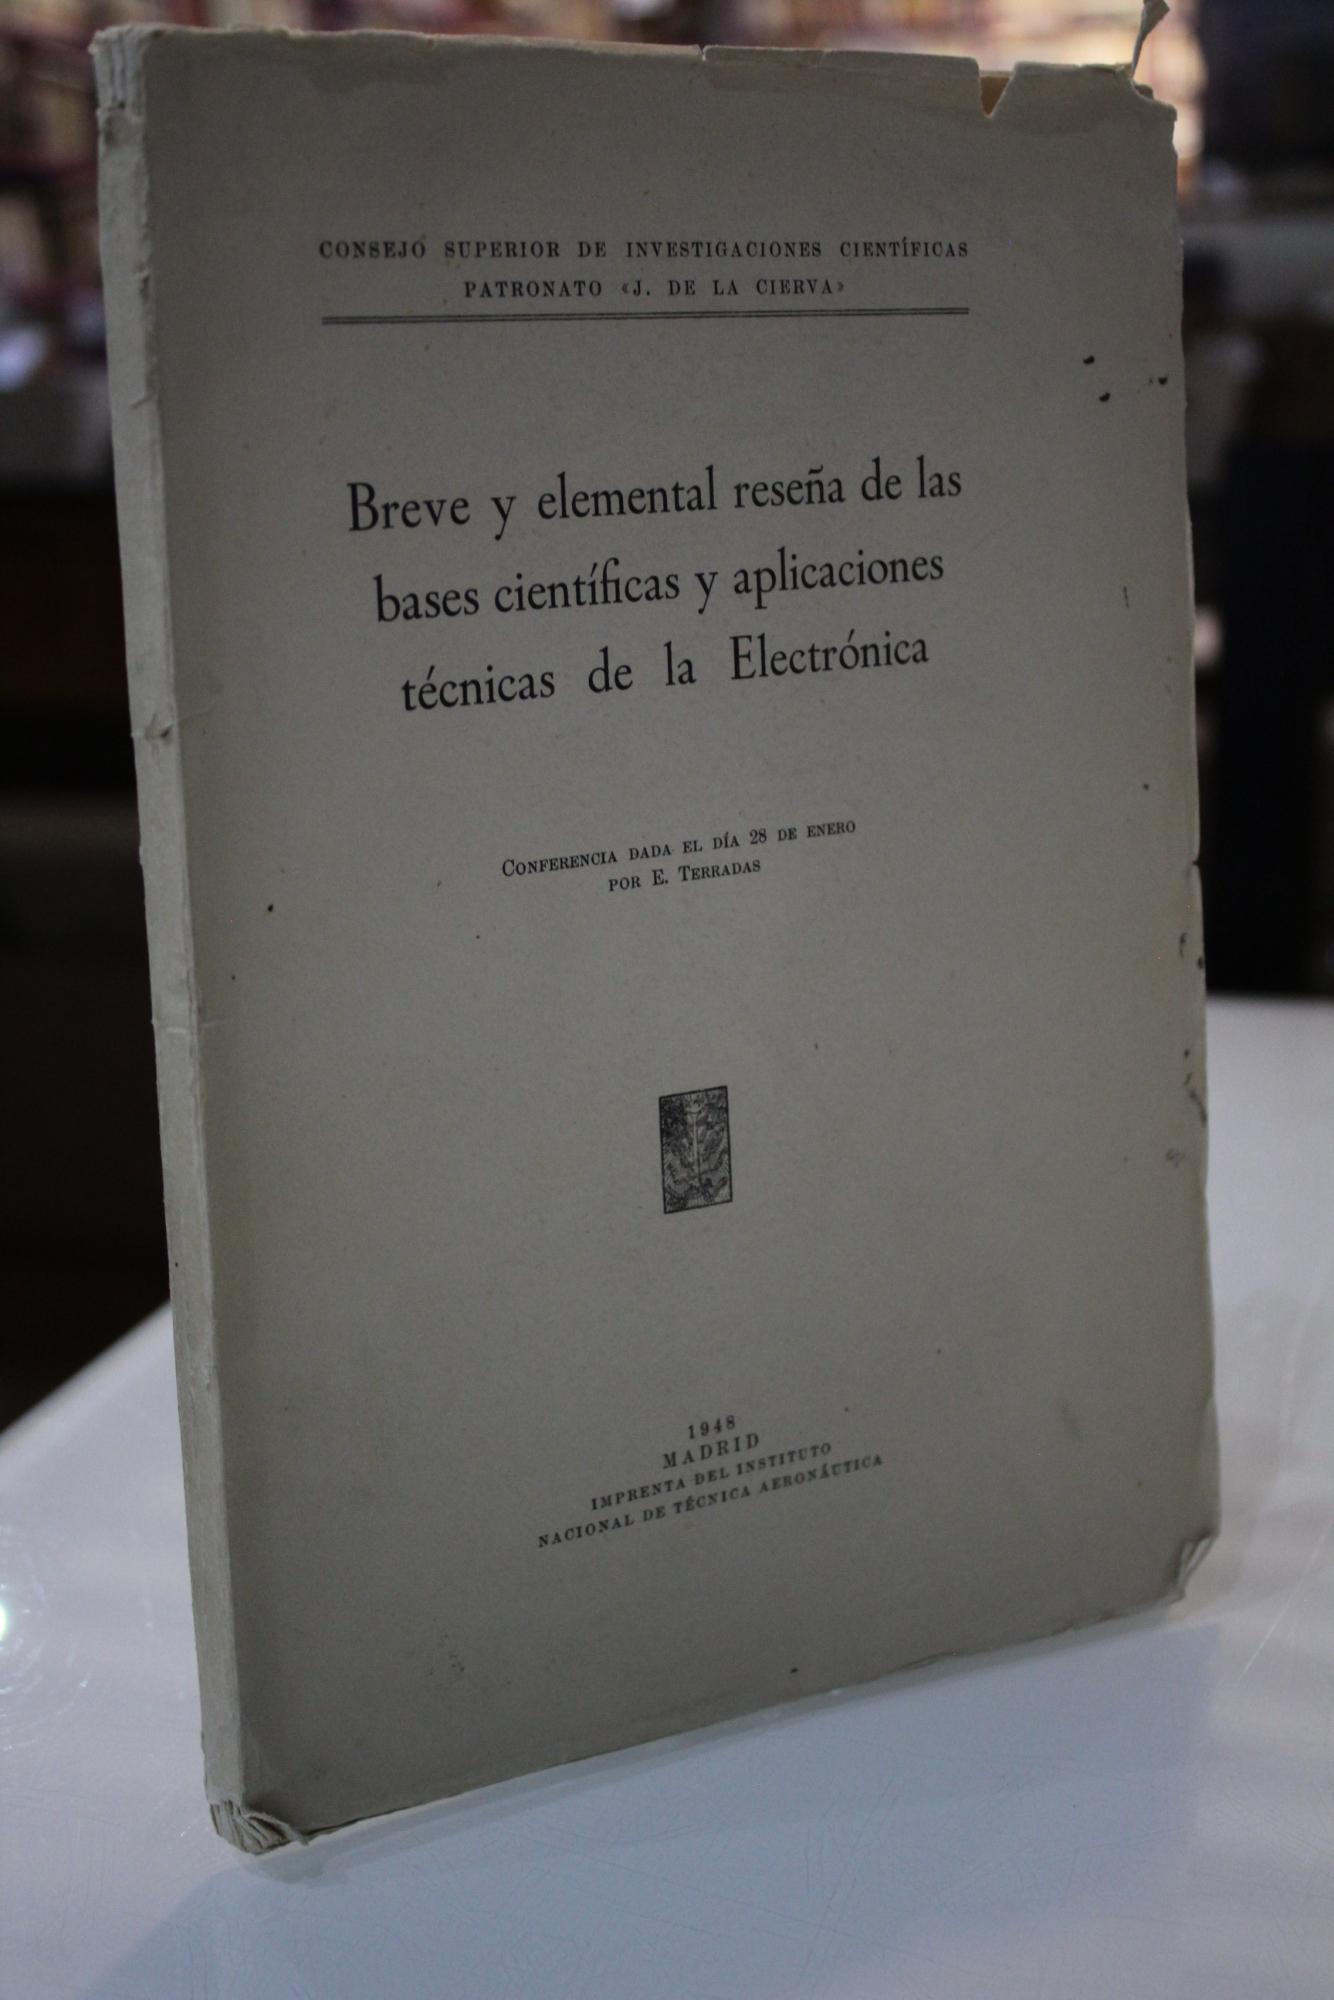 CONSEJO SUPERIOR DE INVESTIGACIONES CIENTÍFICAS
PATRONATO «J. DE LA CIERVA»
Breve y elemental reseña de las
bases científicas y aplicaciones
técnicas de la Electrónica
CONFERENCIA DADA EL DÍA 28 DE ENERO
POR E. TERRADAS
1948
MADRID
IMPRENTA DEL INSTITUTO
NACIONAL DE TÉCNICA AERONÁUTICA